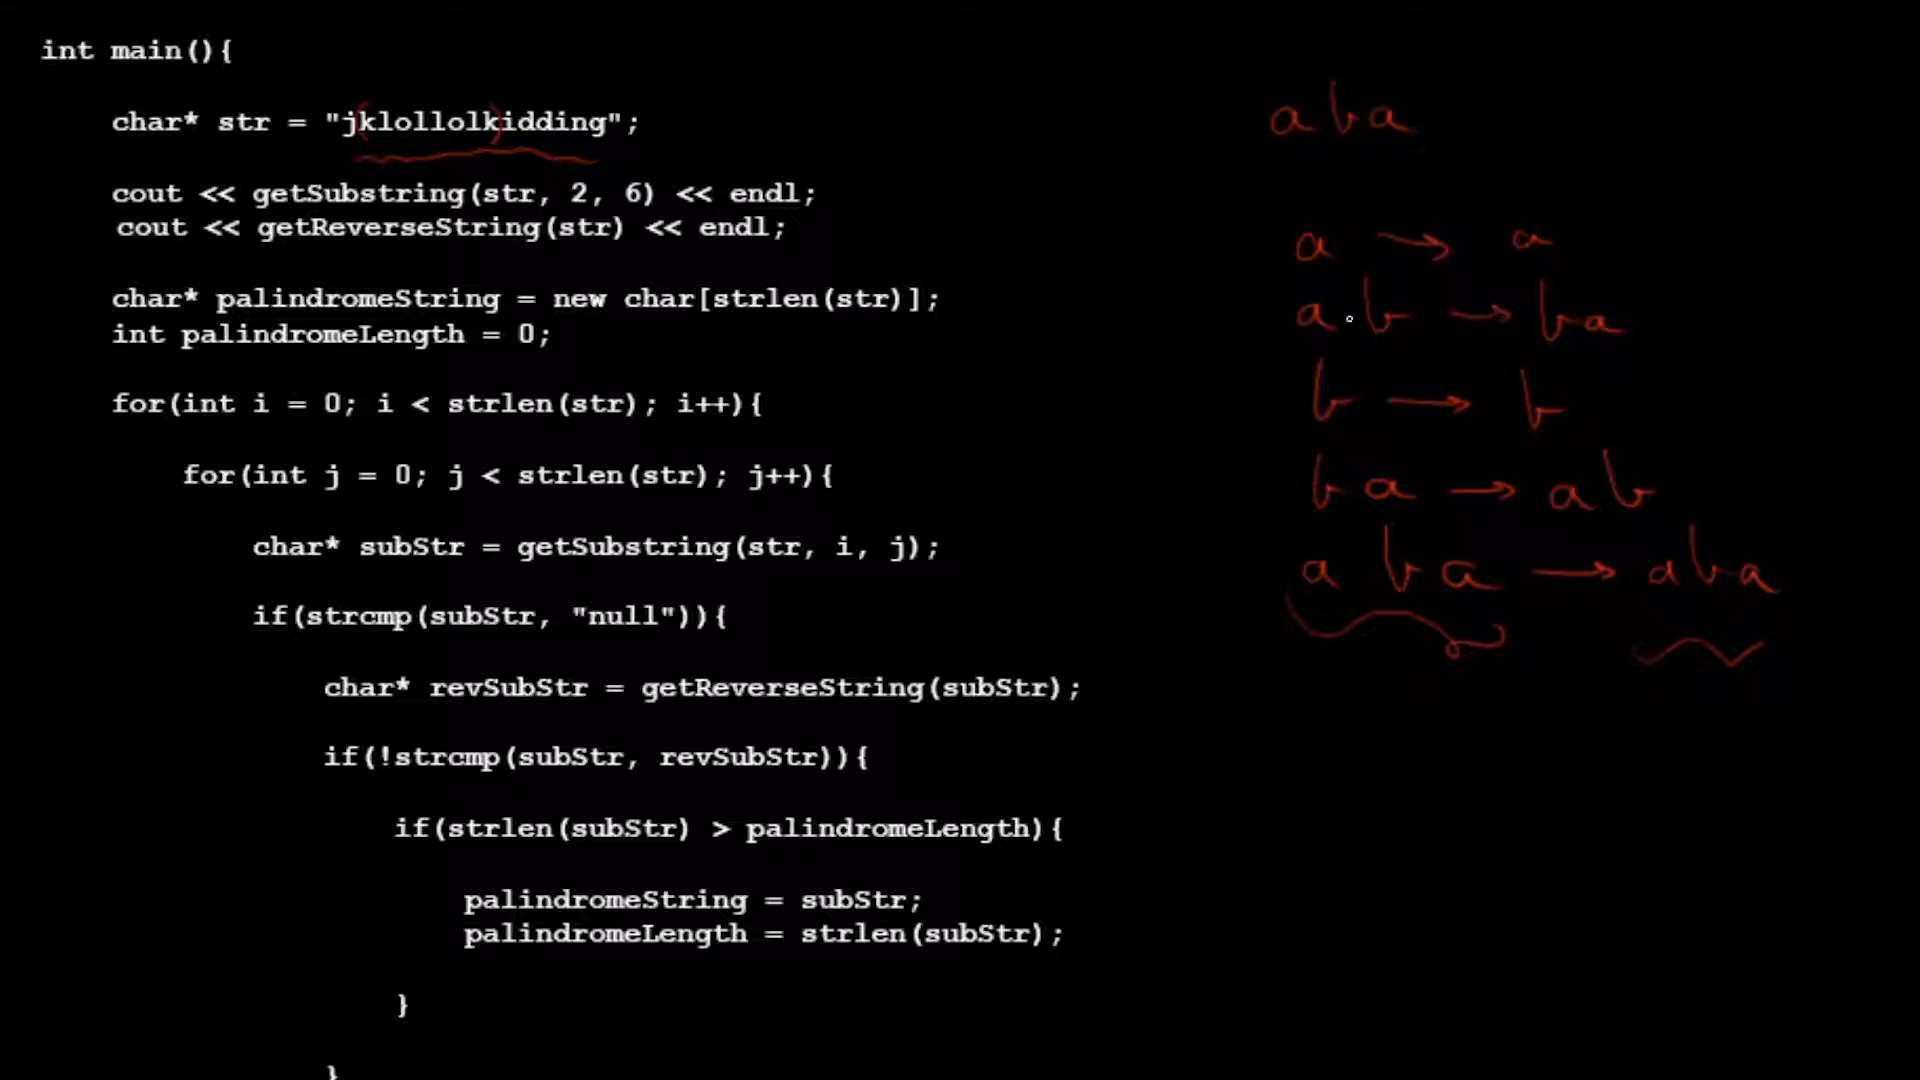 int main(){
char* str = "jklollolkidding";
cout << getSubstring(str, 2, 6) << endl;
cout << getReverseString(str) << endl;
char* palindromeString = new char[strlen(str)];
int palindromeLength = 0;
for(int i = 0; i < strlen(str); i++){
for(int j = 0; j < strlen(str); j++){
char* subStr = getSubstring(str, i, j);
if(strcmp(subStr, "null")){
char* revSubStr = getReverseString(subStr);
if(!strcmp(subStr, revSubStr)){
if(strlen(subStr) > palindromeLength){
palindromeString = subStr;
palindromeLength = strlen(subStr);
}
}
aba
a → a
ab → ba
b → b
ba → ab
aba → aba